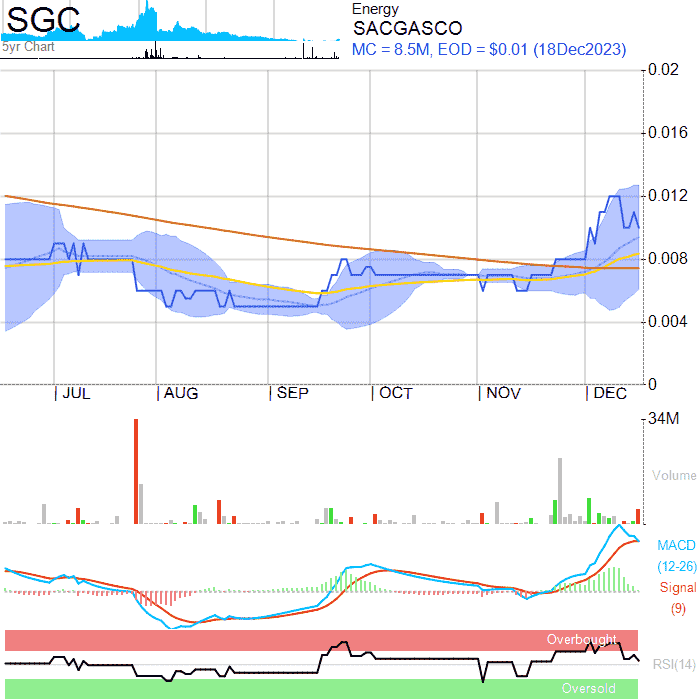 SGC
5yr Chart
Energy
SACGASCO
MC = 8.5M, EOD = $0.01 (18Dec2023)
0.02
0.016
0.012
0.008
0.004
0
JUL AUG SEP OCT NOV DEC
34M
Volume
MACD
(12-26)
Signal
(9)
Overbought
RSI(14)
Oversold